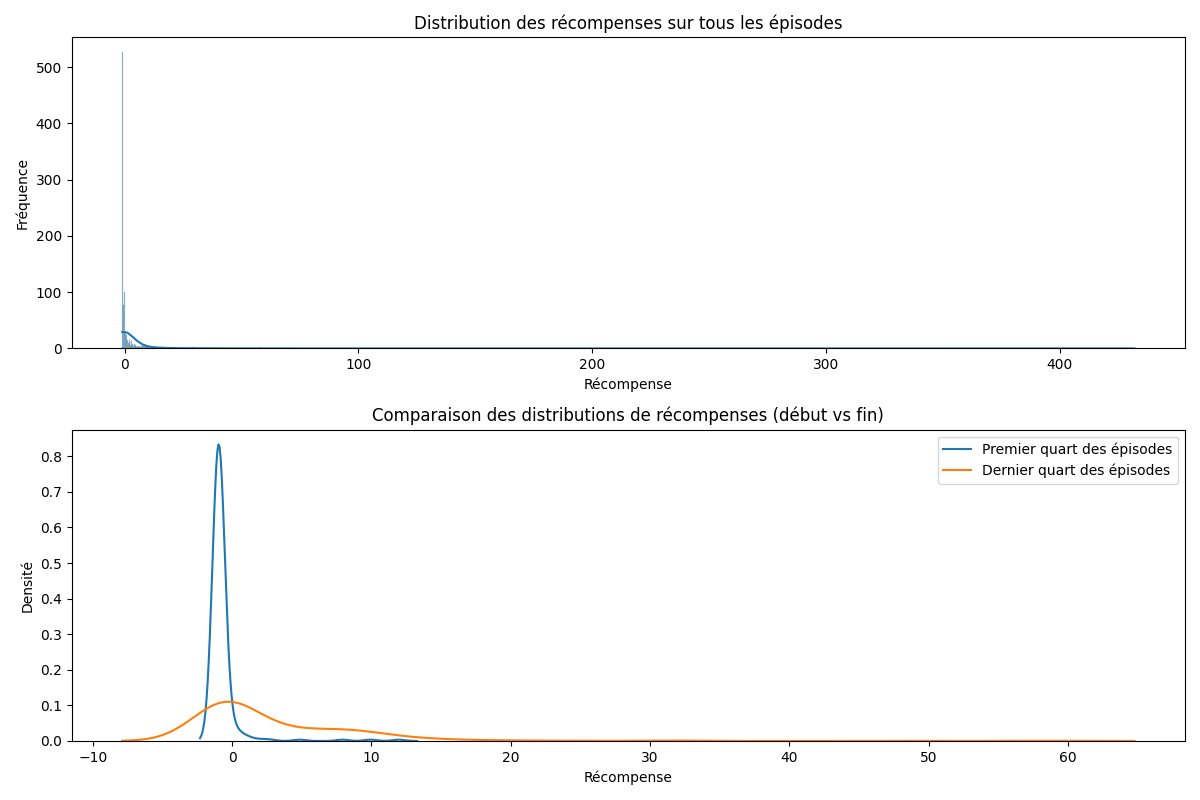 Distribution des récompenses sur tous les épisodes
500
400
300
200
100
0
Fréquence
0 100 200 300 400
Récompense
Comparaison des distributions de récompenses (début vs fin)
Premier quart des épisodes
Dernier quart des épisodes
0.8
0.7
0.6
0.5
0.4
0.3
0.2
0.1
0.0
Densité
−10 0 10 20 30 40 50 60
Récompense